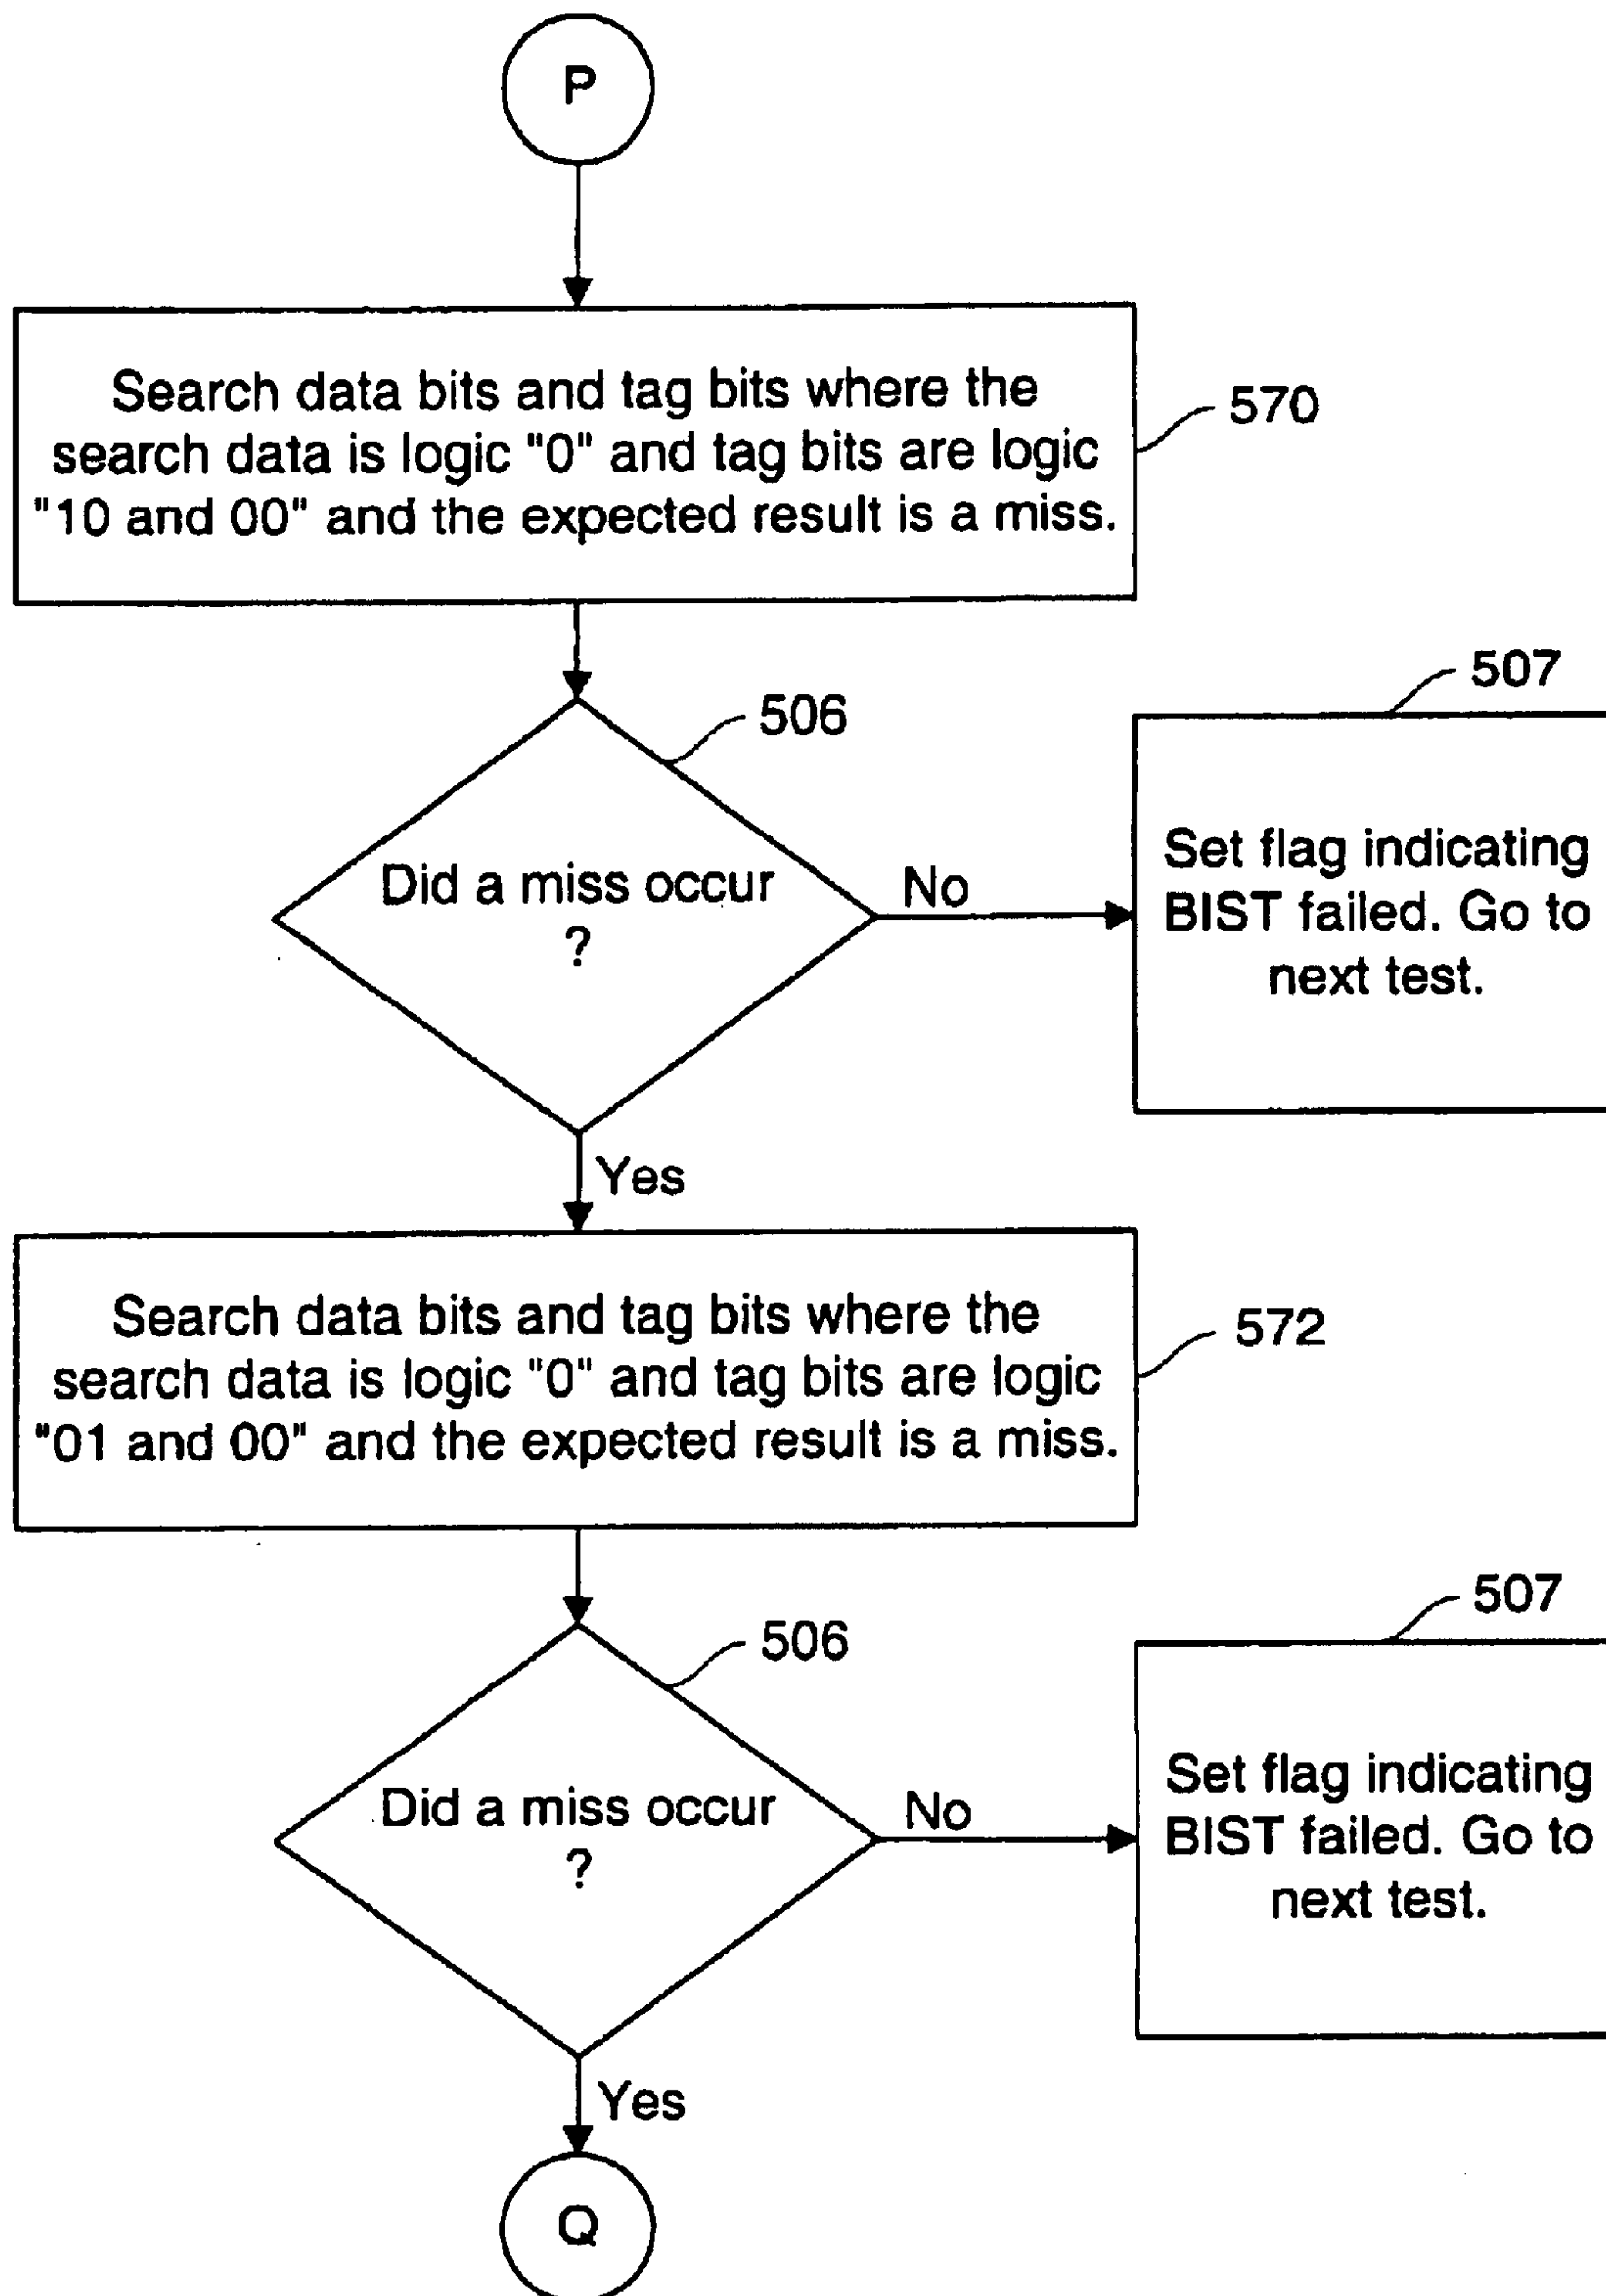 P
Search data bits and tag bits where the
search data is logic "0" and tag bits are logic
"10 and 00" and the expected result is a miss.
570
506
507
Did a miss occur
?
No
Set flag indicating
BIST failed. Go to
next test.
Yes
Search data bits and tag bits where the
search data is logic "0" and tag bits are logic
"01 and 00" and the expected result is a miss.
572
506
507
Did a miss occur
?
No
Set flag indicating
BIST failed. Go to
next test.
Yes
Q